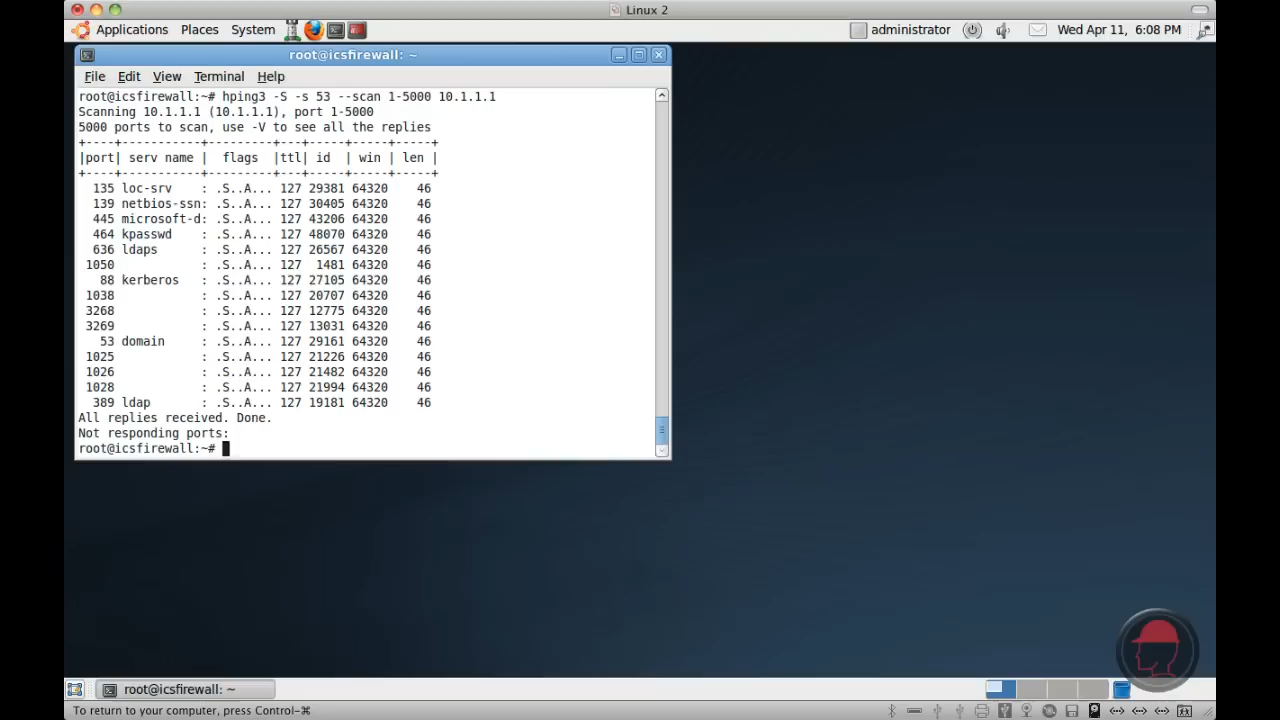 Linux 2
Applications Places System administrator Wed Apr 11, 6:08 PM
root@icsfirewall: ~
File Edit View Terminal Help
root@icsfirewall:~# hping3 -S -s 53 --scan 1-5000 10.1.1.1
Scanning 10.1.1.1 (10.1.1.1), port 1-5000
5000 ports to scan, use -V to see all the replies
+----+-----------+---------+---+-----+-----+-----+
|port| serv name |  flags  |ttl| id  | win | len |
+----+-----------+---------+---+-----+-----+-----+
  135 loc-srv    : .S..A... 127 29381 64320    46
  139 netbios-ssn: .S..A... 127 30405 64320    46
  445 microsoft-d: .S..A... 127 43206 64320    46
  464 kpasswd    : .S..A... 127 48070 64320    46
  636 ldaps      : .S..A... 127 26567 64320    46
 1050            : .S..A... 127  1481 64320    46
   88 kerberos   : .S..A... 127 27105 64320    46
 1038            : .S..A... 127 20707 64320    46
 3268            : .S..A... 127 12775 64320    46
 3269            : .S..A... 127 13031 64320    46
   53 domain     : .S..A... 127 29161 64320    46
 1025            : .S..A... 127 21226 64320    46
 1026            : .S..A... 127 21482 64320    46
 1028            : .S..A... 127 21994 64320    46
  389 ldap       : .S..A... 127 19181 64320    46
All replies received. Done.
Not responding ports:
root@icsfirewall:~#
root@icsfirewall: ~
To return to your computer, press Control-⌘